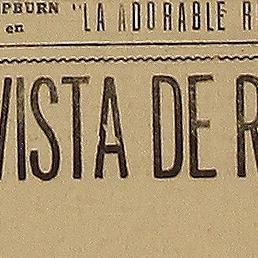 PBURN "LA ADORABLE R
en
VISTA DE R